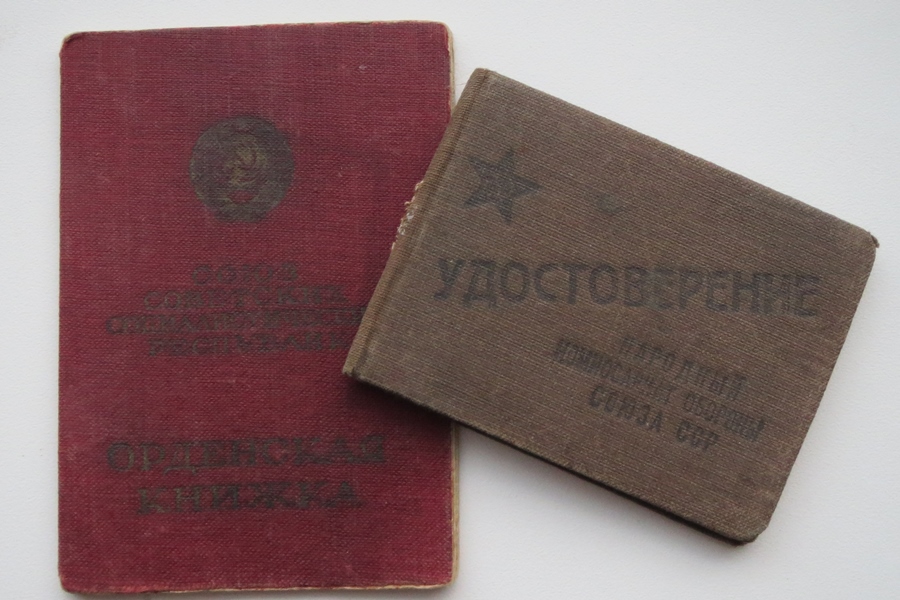 СОЮЗ
СОВЕТСКИХ
СОЦИАЛИСТИЧЕСКИХ
РЕСПУБЛИК
ОРДЕНСКАЯ
КНИЖКА
УДОСТОВЕРЕНИЕ
НАРОДНЫЙ
КОМИССАРИАТ ОБОРОНЫ
СОЮЗА ССР